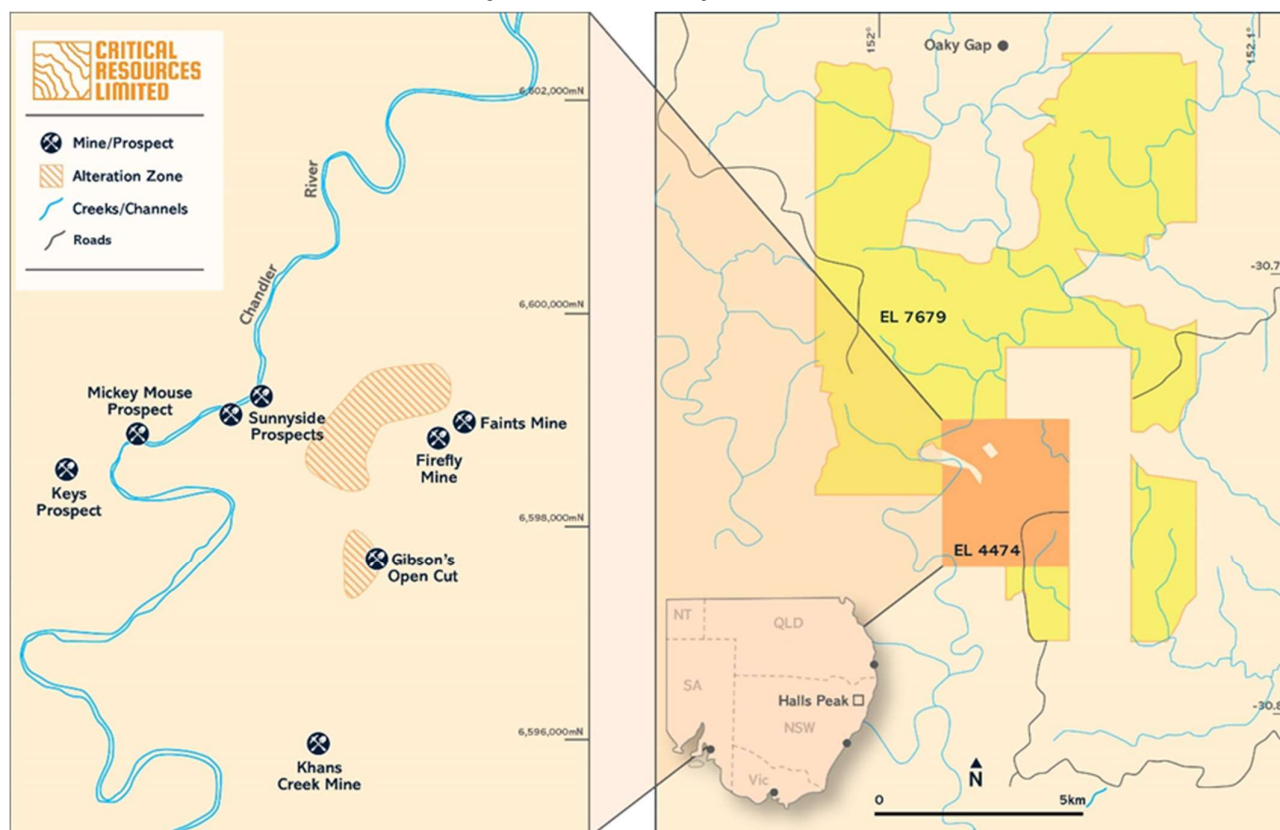 CRITICAL
RESOURCES
LIMITED
Mine/Prospect
Alteration Zone
Creeks/Channels
Roads
6,602,000mN
River
Chandler
6,600,000mN
Mickey Mouse
Prospect
Sunnyside
Prospects
Faints Mine
Firefly
Mine
Keys
Prospect
6,598,000mN
Gibson's
Open Cut
6,596,000mN
Khans
Creek Mine
152°
152.1°
Oaky Gap
-30.7
EL 7679
EL 4474
NT
QLD
SA
Halls Peak
NSW
Vic
-30.8
N
0
5km